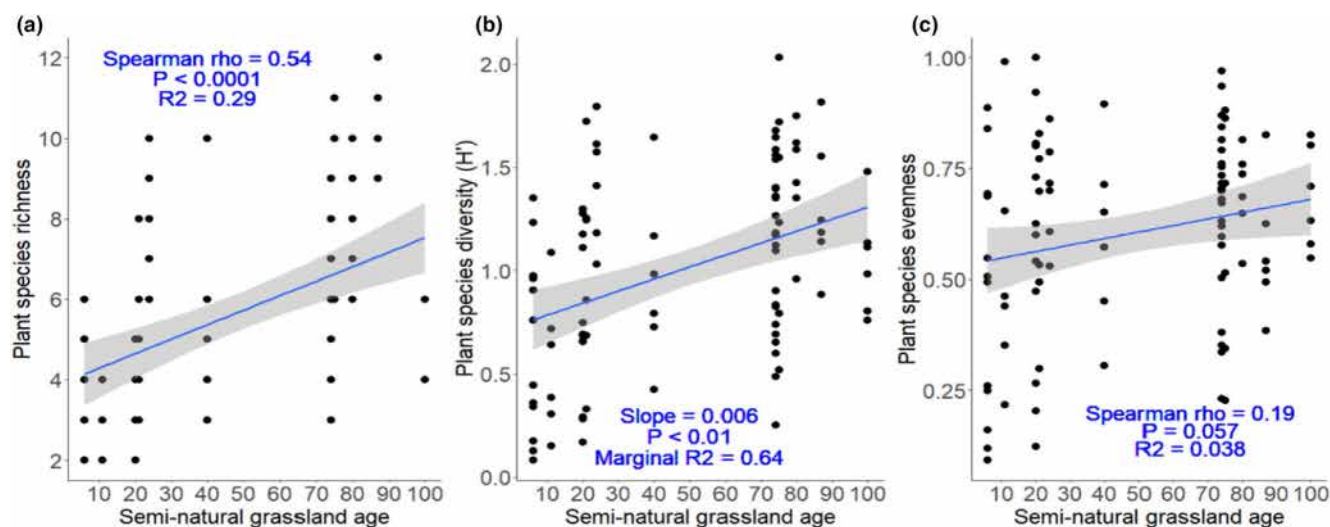 (a)
Spearman rho = 0.54
P < 0.0001
R2 = 0.29
Plant species richness
12
10
8
6
4
2
10 20 30 40 50 60 70 80 90 100
Semi-natural grassland age
(b)
Plant species diversity (H')
2.0
1.5
1.0
0.5
0.0
Slope = 0.006
P < 0.01
Marginal R2 = 0.64
10 20 30 40 50 60 70 80 90 100
Semi-natural grassland age
(c)
Plant species evenness
1.00
0.75
0.50
0.25
Spearman rho = 0.19
P = 0.057
R2 = 0.038
10 20 30 40 50 60 70 80 90 100
Semi-natural grassland age